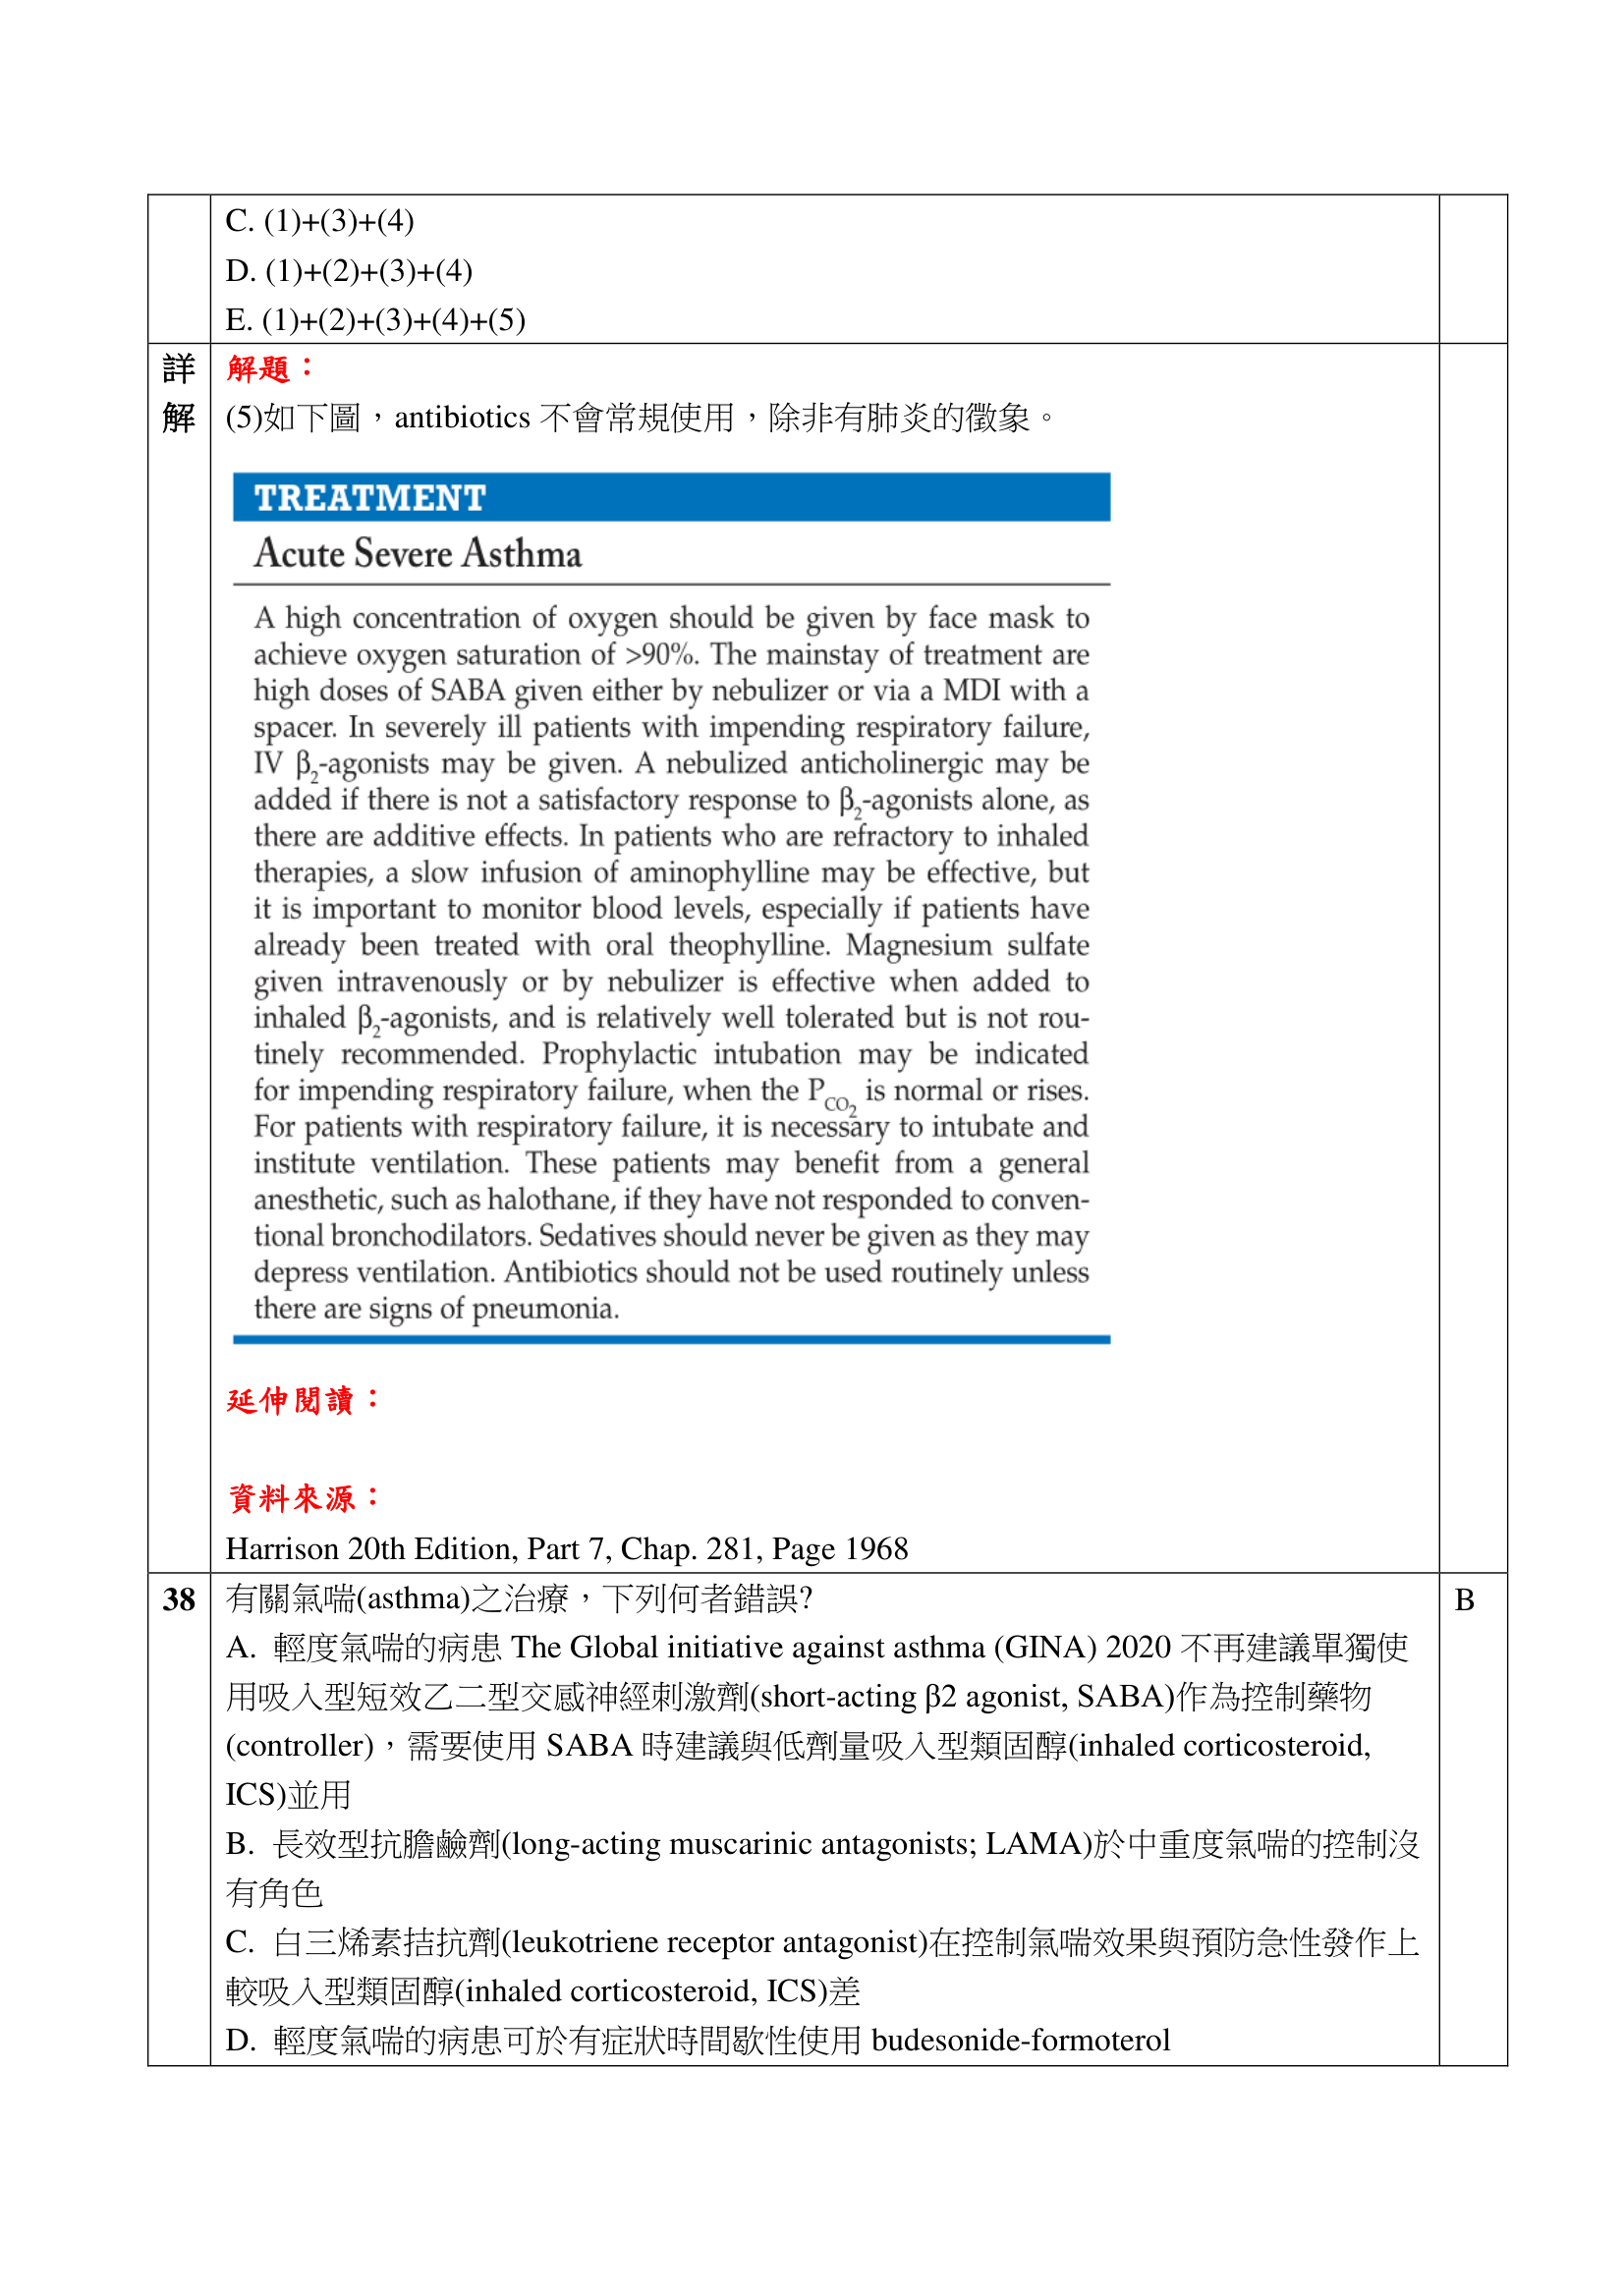 C. (1)+(3)+(4)
D. (1)+(2)+(3)+(4)
E. (1)+(2)+(3)+(4)+(5)
詳解
解題：
(5)如下圖，antibiotics 不會常規使用，除非有肺炎的徵象。
TREATMENT
Acute Severe Asthma
A high concentration of oxygen should be given by face mask to
achieve oxygen saturation of >90%. The mainstay of treatment are
high doses of SABA given either by nebulizer or via a MDI with a
spacer. In severely ill patients with impending respiratory failure,
IV β₂-agonists may be given. A nebulized anticholinergic may be
added if there is not a satisfactory response to β₂-agonists alone, as
there are additive effects. In patients who are refractory to inhaled
therapies, a slow infusion of aminophylline may be effective, but
it is important to monitor blood levels, especially if patients have
already been treated with oral theophylline. Magnesium sulfate
given intravenously or by nebulizer is effective when added to
inhaled β₂-agonists, and is relatively well tolerated but is not rou-
tinely recommended. Prophylactic intubation may be indicated
for impending respiratory failure, when the PCO₂ is normal or rises.
For patients with respiratory failure, it is necessary to intubate and
institute ventilation. These patients may benefit from a general
anesthetic, such as halothane, if they have not responded to conven-
tional bronchodilators. Sedatives should never be given as they may
depress ventilation. Antibiotics should not be used routinely unless
there are signs of pneumonia.
延伸閱讀：
資料來源：
Harrison 20th Edition, Part 7, Chap. 281, Page 1968
38 有關氣喘(asthma)之治療，下列何者錯誤? B
A. 輕度氣喘的病患 The Global initiative against asthma (GINA) 2020 不再建議單獨使
用吸入型短效乙二型交感神經刺激劑(short-acting β2 agonist, SABA)作為控制藥物
(controller)，需要使用 SABA 時建議與低劑量吸入型類固醇(inhaled corticosteroid,
ICS)並用
B. 長效型抗膽鹼劑(long-acting muscarinic antagonists; LAMA)於中重度氣喘的控制沒
有角色
C. 白三烯素拮抗劑(leukotriene receptor antagonist)在控制氣喘效果與預防急性發作上
較吸入型類固醇(inhaled corticosteroid, ICS)差
D. 輕度氣喘的病患可於有症狀時間歇性使用 budesonide-formoterol